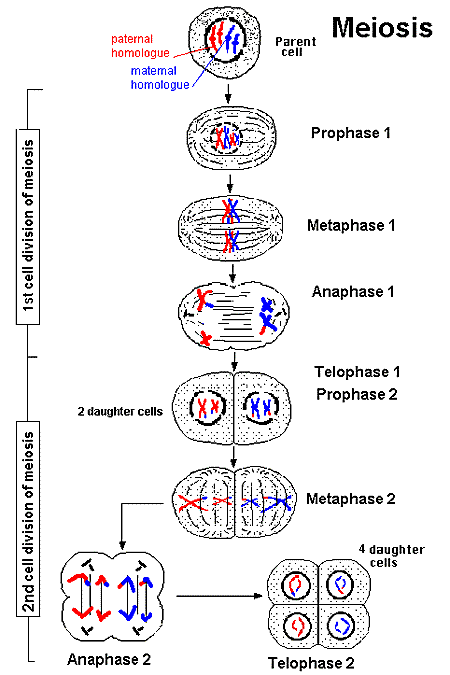 Meiosis
paternal
homologue
maternal
homologue
Parent
cell
1st cell division of meiosis
Prophase 1
Metaphase 1
Anaphase 1
Telophase 1
Prophase 2
2 daughter cells
2nd cell division of meiosis
Metaphase 2
4 daughter
cells
Anaphase 2
Telophase 2